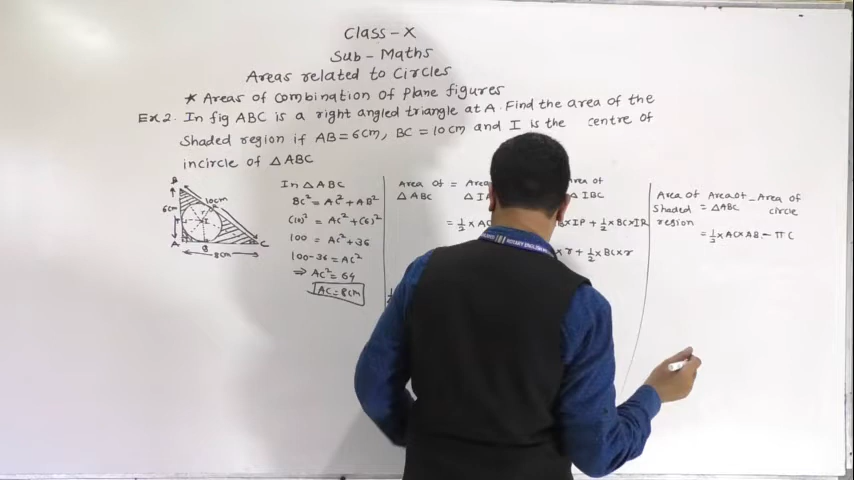 Class-X
Sub-Maths
Areas related to Circles
* Areas of combination of plane figures
Ex2. In fig ABC is a right angled triangle at A. Find the area of the
Shaded region if AB=6cm, BC=10cm and I is the centre of
incircle of △ABC
B
6cm
10cm
r
I
A
C
8cm
In △ABC
BC² = AC² + AB²
(10)² = AC² + (6)²
100 = AC² + 36
100-36 = AC²
⇒ AC² = 64
AC = 8cm
Area of = Area
△ABC
= 1/2 × AC
Area of
△IBC
×IP + 1/2 × BC × IR
× r + 1/2 × BC × r
Area of Shaded region = Area of △ABC - Area of circle
= 1/2 × AC × AB - π